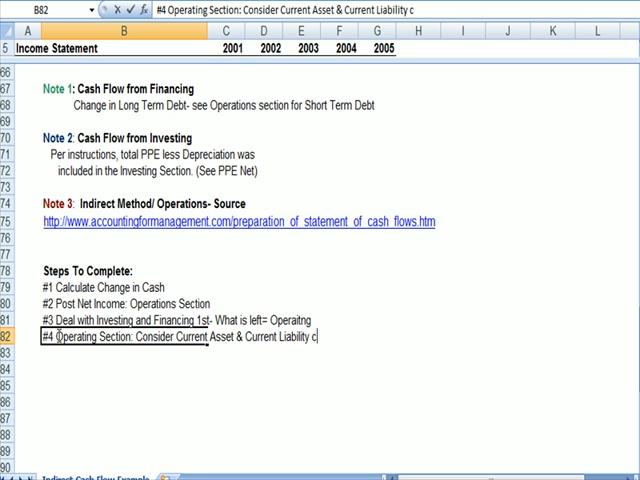 B82 #4 Operating Section: Consider Current Asset & Current Liability c
A B C D E F G H I J K L
5 Income Statement 2001 2002 2003 2004 2005
66
67 Note 1: Cash Flow from Financing
68 Change in Long Term Debt- see Operations section for Short Term Debt
69
70 Note 2: Cash Flow from Investing
71 Per instructions, total PPE less Depreciation was
72 included in the Investing Section. (See PPE Net)
73
74 Note 3: Indirect Method/ Operations- Source
75 http://www.accountingformanagement.com/preparation_of_statement_of_cash_flows.htm
76
77
78 Steps To Complete:
79 #1 Calculate Change in Cash
80 #2 Post Net Income: Operations Section
81 #3 Deal with Investing and Financing 1st- What is left= Operaitng
82 #4 Operating Section: Consider Current Asset & Current Liability c
83
84
85
86
87
88
89
90
Indirect Cash Flow Example